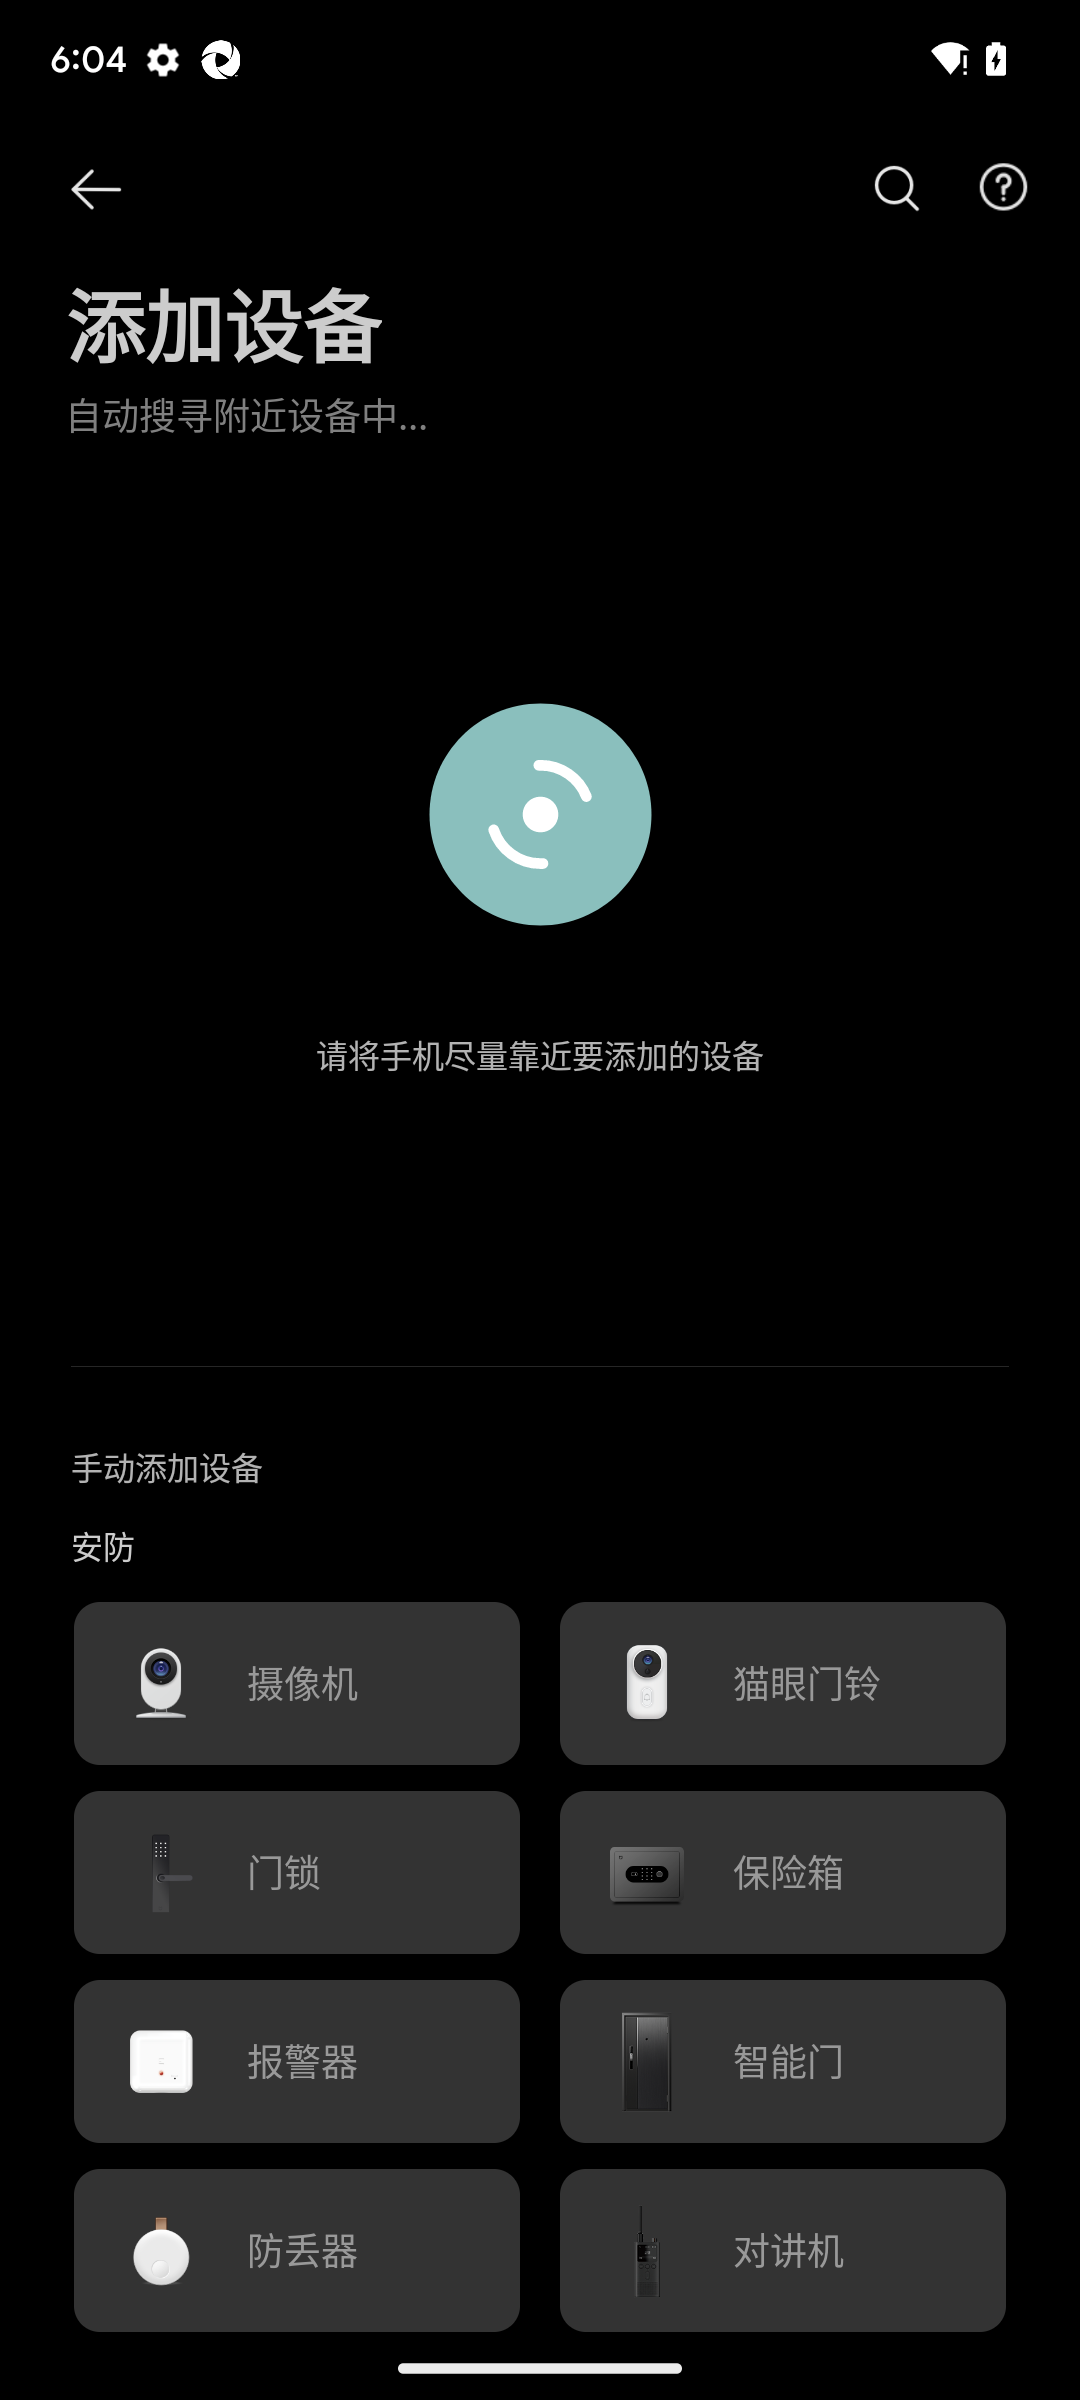 6:04
添加设备
自动搜寻附近设备中...
请将手机尽量靠近要添加的设备
手动添加设备
安防
摄像机
猫眼门铃
门锁
保险箱
报警器
智能门
防丢器
对讲机